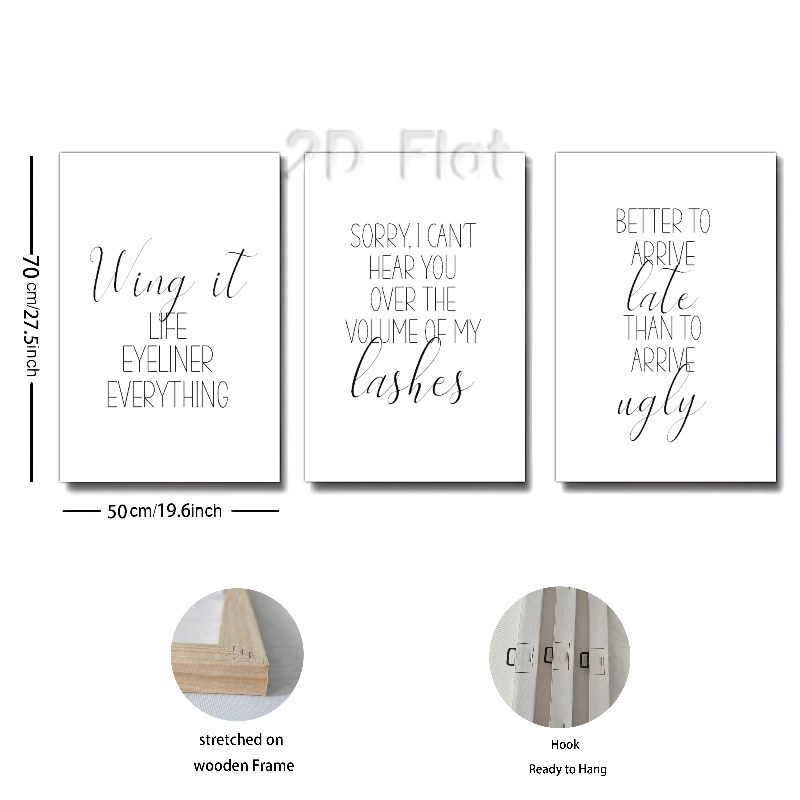 2D Flat
Wing it
LIFE
EYELINER
EVERYTHING
SORRY, I CAN'T
HEAR YOU
OVER THE
VOLUME OF MY
lashes
BETTER TO
ARRIVE
late
THAN TO
ARRIVE
ugly
70 cm/27.5inch
50cm/19.6inch
stretched on
wooden Frame
Hook
Ready to Hang